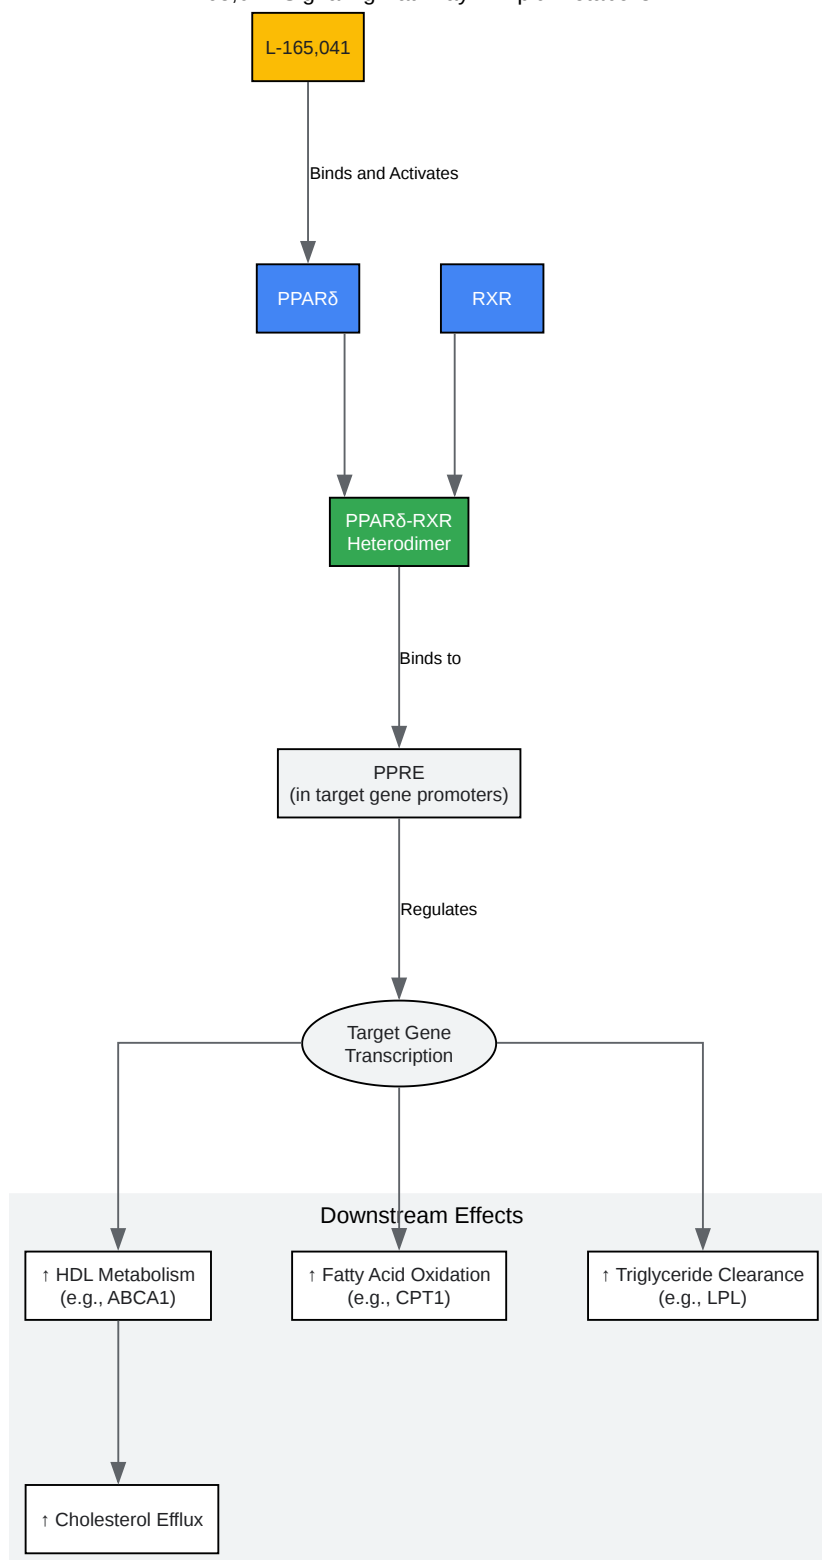 L-165,041
Binds and Activates
PPARδ
RXR
PPARδ-RXR
Heterodimer
Binds to
PPRE
(in target gene promoters)
Regulates
Target Gene
Transcription
Downstream Effects
↑ HDL Metabolism
(e.g., ABCA1)
↑ Fatty Acid Oxidation
(e.g., CPT1)
↑ Triglyceride Clearance
(e.g., LPL)
↑ Cholesterol Efflux